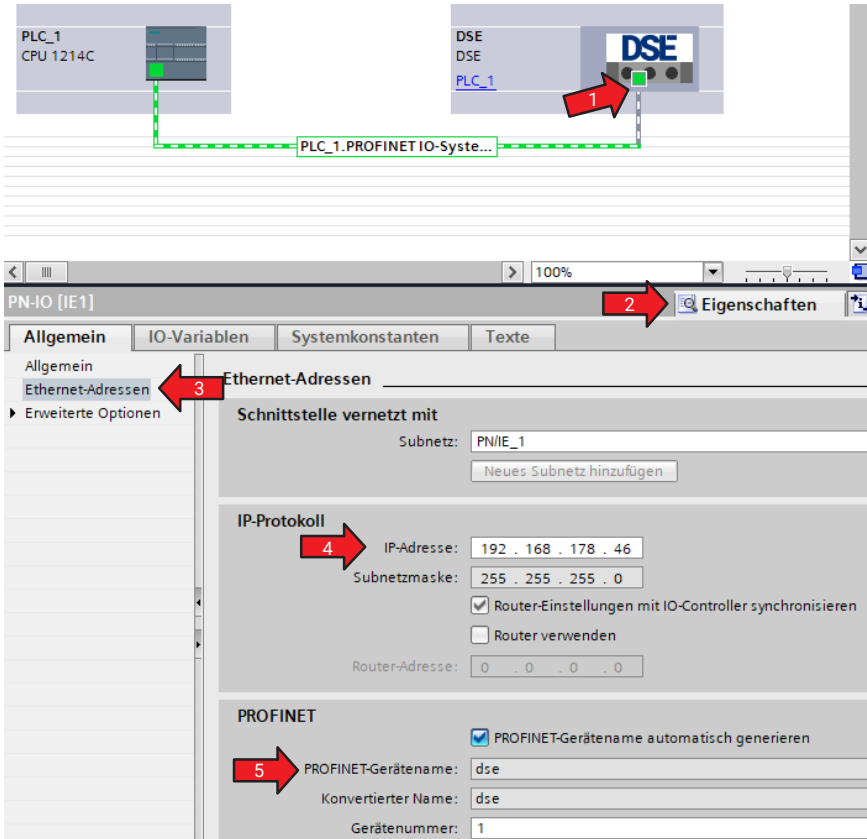 PLC_1
CPU 1214C
DSE
DSE
PLC_1
DSE
1
PLC_1.PROFINET IO-Syste...
100%
PN-IO [IE1]
2
Eigenschaften
Allgemein
IO-Variablen
Systemkonstanten
Texte
Allgemein
Ethernet-Adressen
3
Erweiterte Optionen
Ethernet-Adressen
Schnittstelle vernetzt mit
Subnetz: PN/IE_1
Neues Subnetz hinzufügen
IP-Protokoll
4
IP-Adresse: 192 . 168 . 178 . 46
Subnetzmaske: 255 . 255 . 255 . 0
Router-Einstellungen mit IO-Controller synchronisieren
Router verwenden
Router-Adresse: 0 . 0 . 0 . 0
PROFINET
PROFINET-Gerätename automatisch generieren
5
PROFINET-Gerätename: dse
Konvertierter Name: dse
Gerätenummer: 1